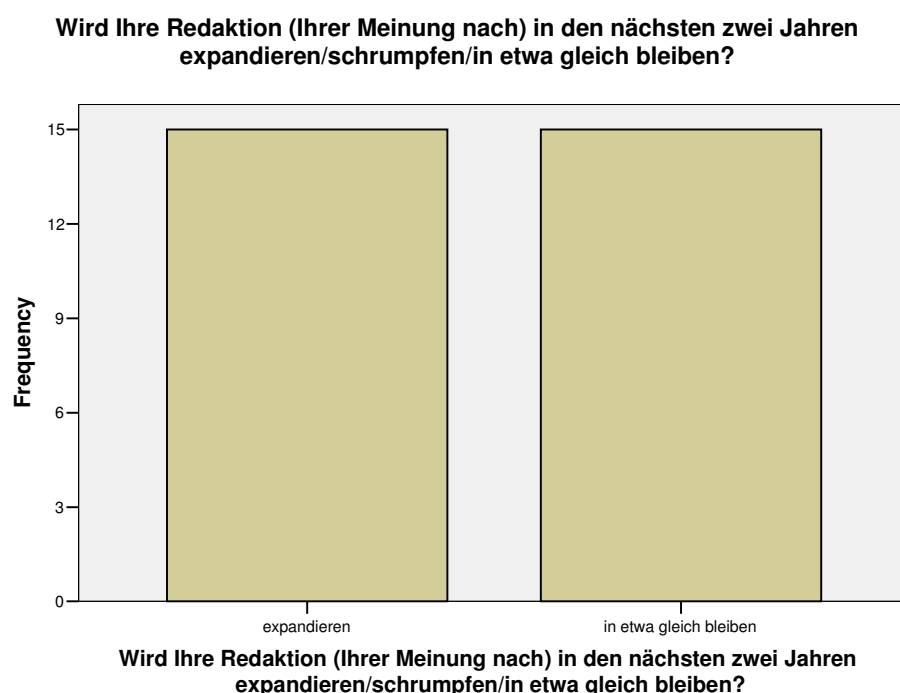 Wird Ihre Redaktion (Ihrer Meinung nach) in den nächsten zwei Jahren
expandieren/schrumpfen/in etwa gleich bleiben?
15
12
9
6
3
0
Frequency
expandieren
in etwa gleich bleiben
Wird Ihre Redaktion (Ihrer Meinung nach) in den nächsten zwei Jahren
expandieren/schrumpfen/in etwa gleich bleiben?